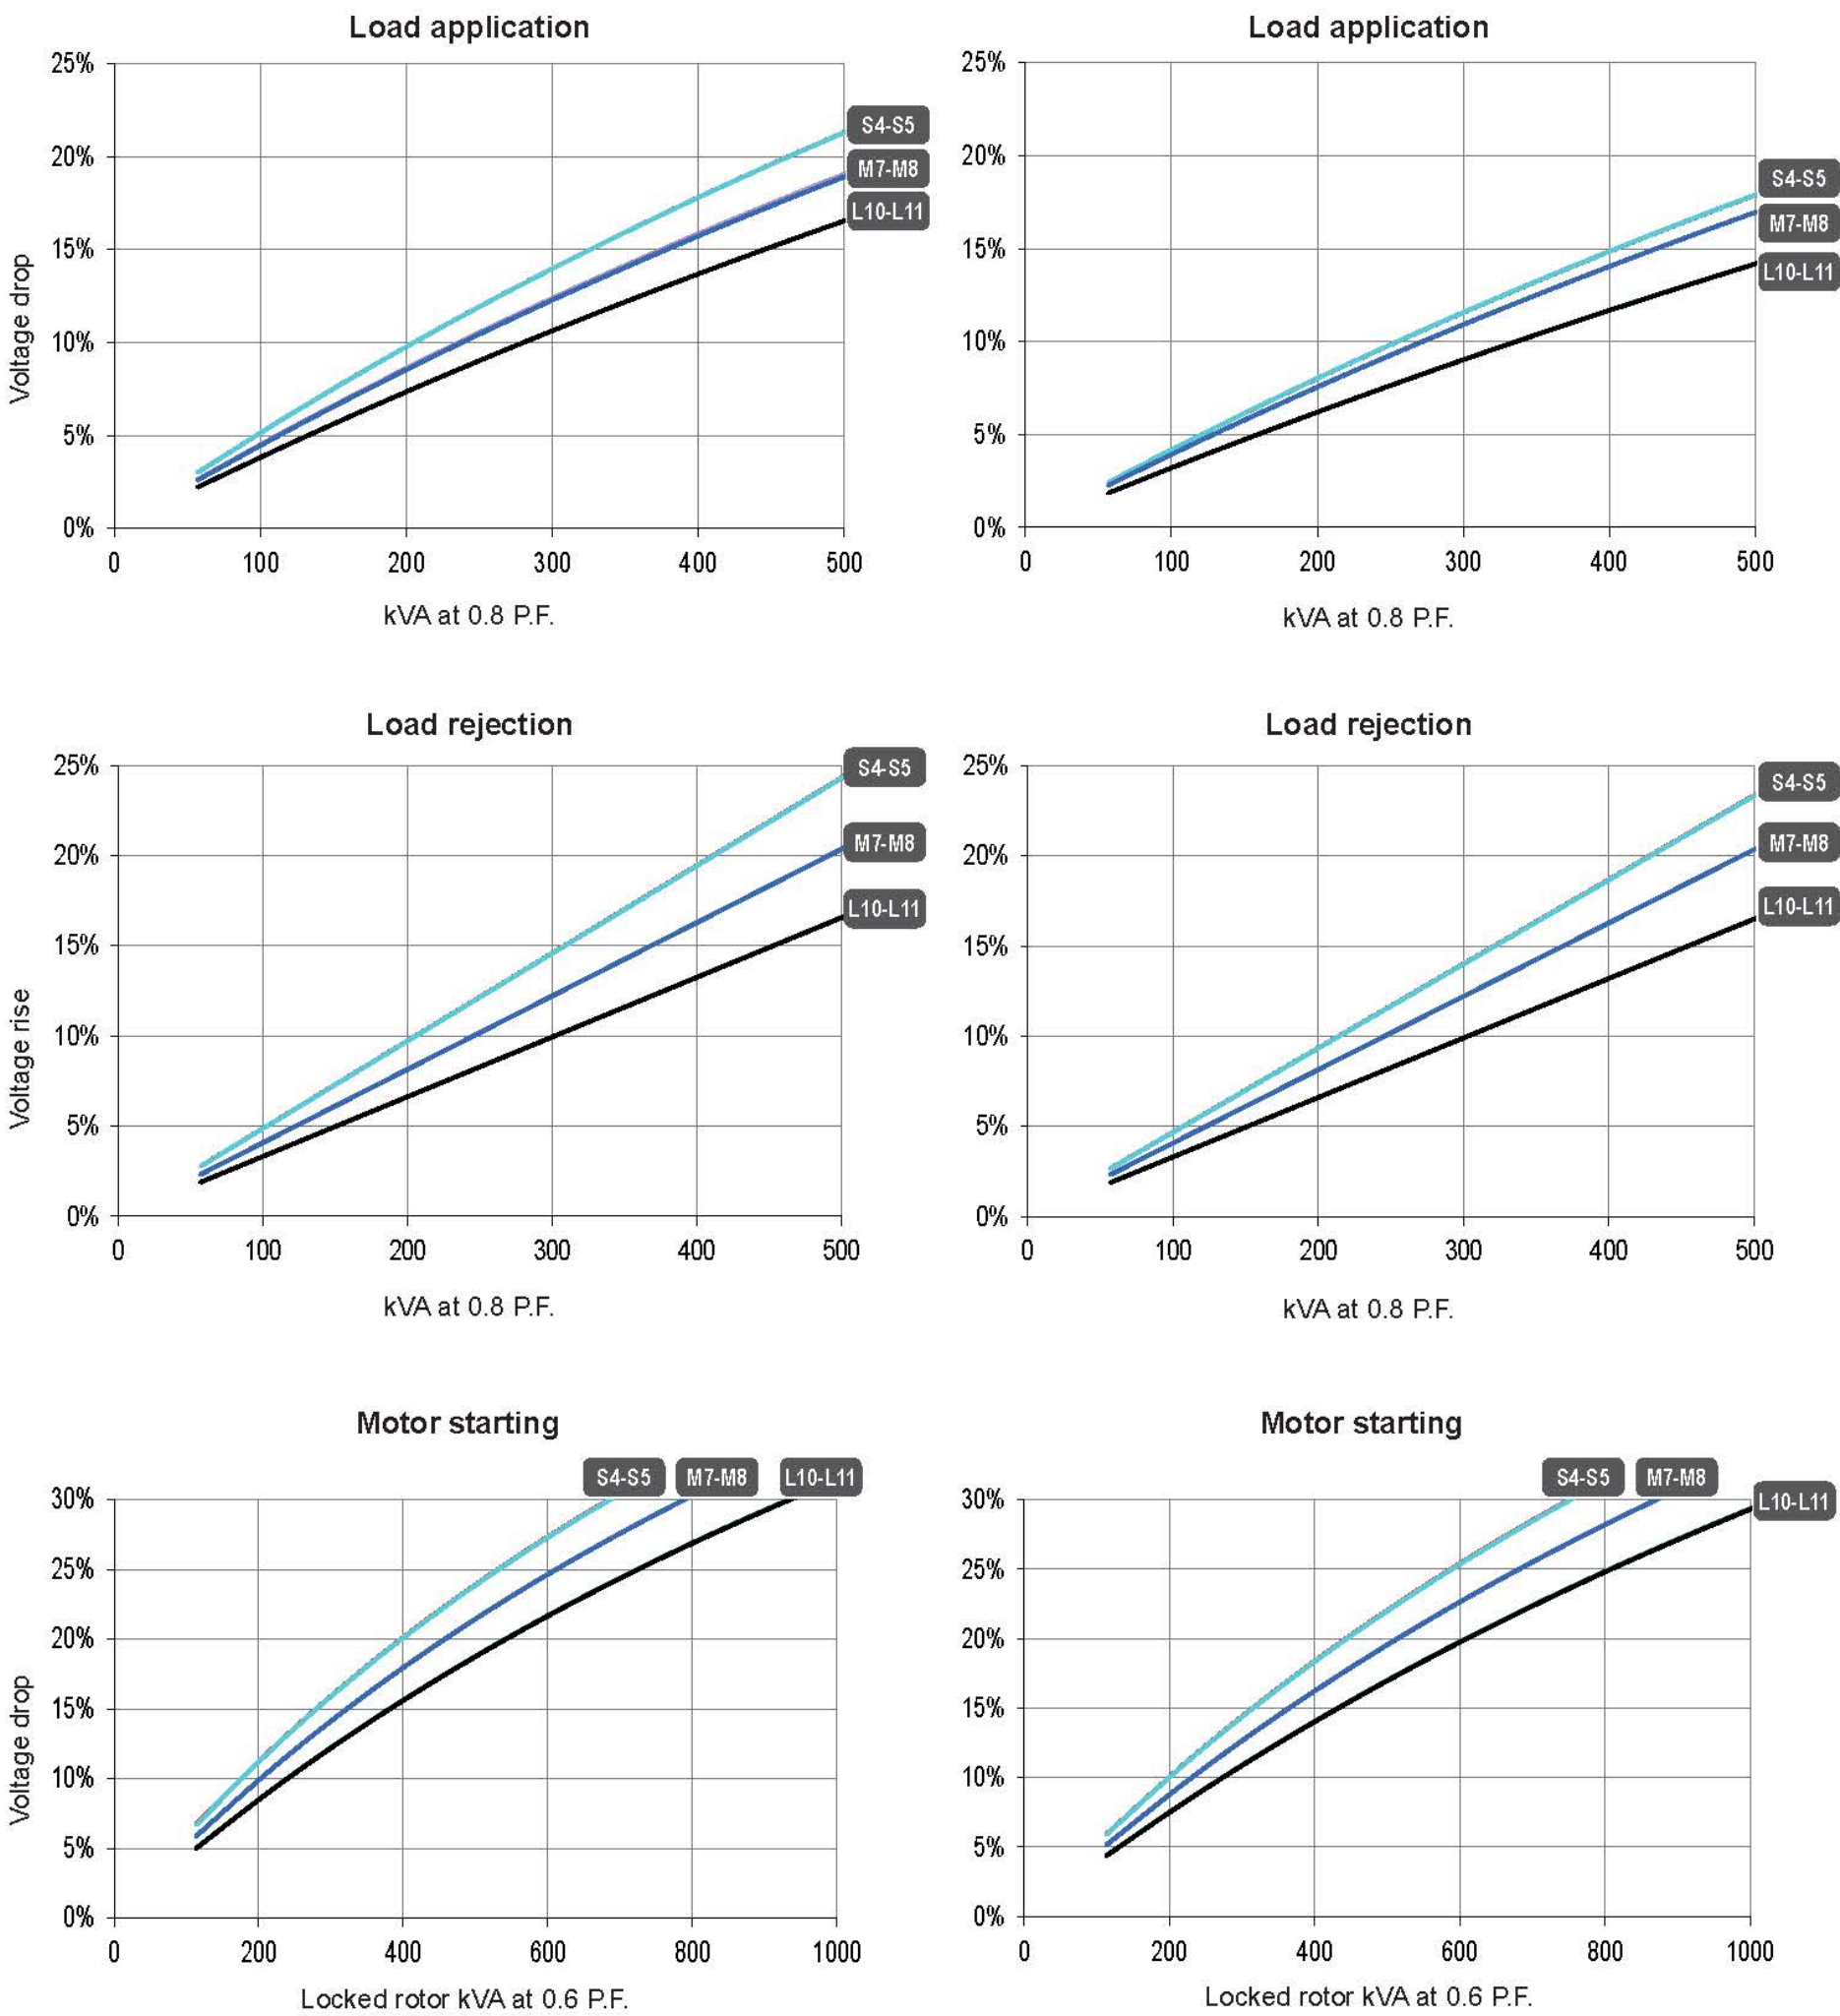 Load application
25%
20%
15%
10%
5%
0%
Voltage drop
0 100 200 300 400 500
kVA at 0.8 P.F.
S4-S5
M7-M8
L10-L11
Load application
25%
20%
15%
10%
5%
0%
0 100 200 300 400 500
kVA at 0.8 P.F.
S4-S5
M7-M8
L10-L11
Load rejection
25%
20%
15%
10%
5%
0%
Voltage rise
0 100 200 300 400 500
kVA at 0.8 P.F.
S4-S5
M7-M8
L10-L11
Load rejection
25%
20%
15%
10%
5%
0%
0 100 200 300 400 500
kVA at 0.8 P.F.
S4-S5
M7-M8
L10-L11
Motor starting
S4-S5 M7-M8 L10-L11
30%
25%
20%
15%
10%
5%
0%
Voltage drop
0 200 400 600 800 1000
Locked rotor kVA at 0.6 P.F.
Motor starting
S4-S5 M7-M8
L10-L11
30%
25%
20%
15%
10%
5%
0%
0 200 400 600 800 1000
Locked rotor kVA at 0.6 P.F.